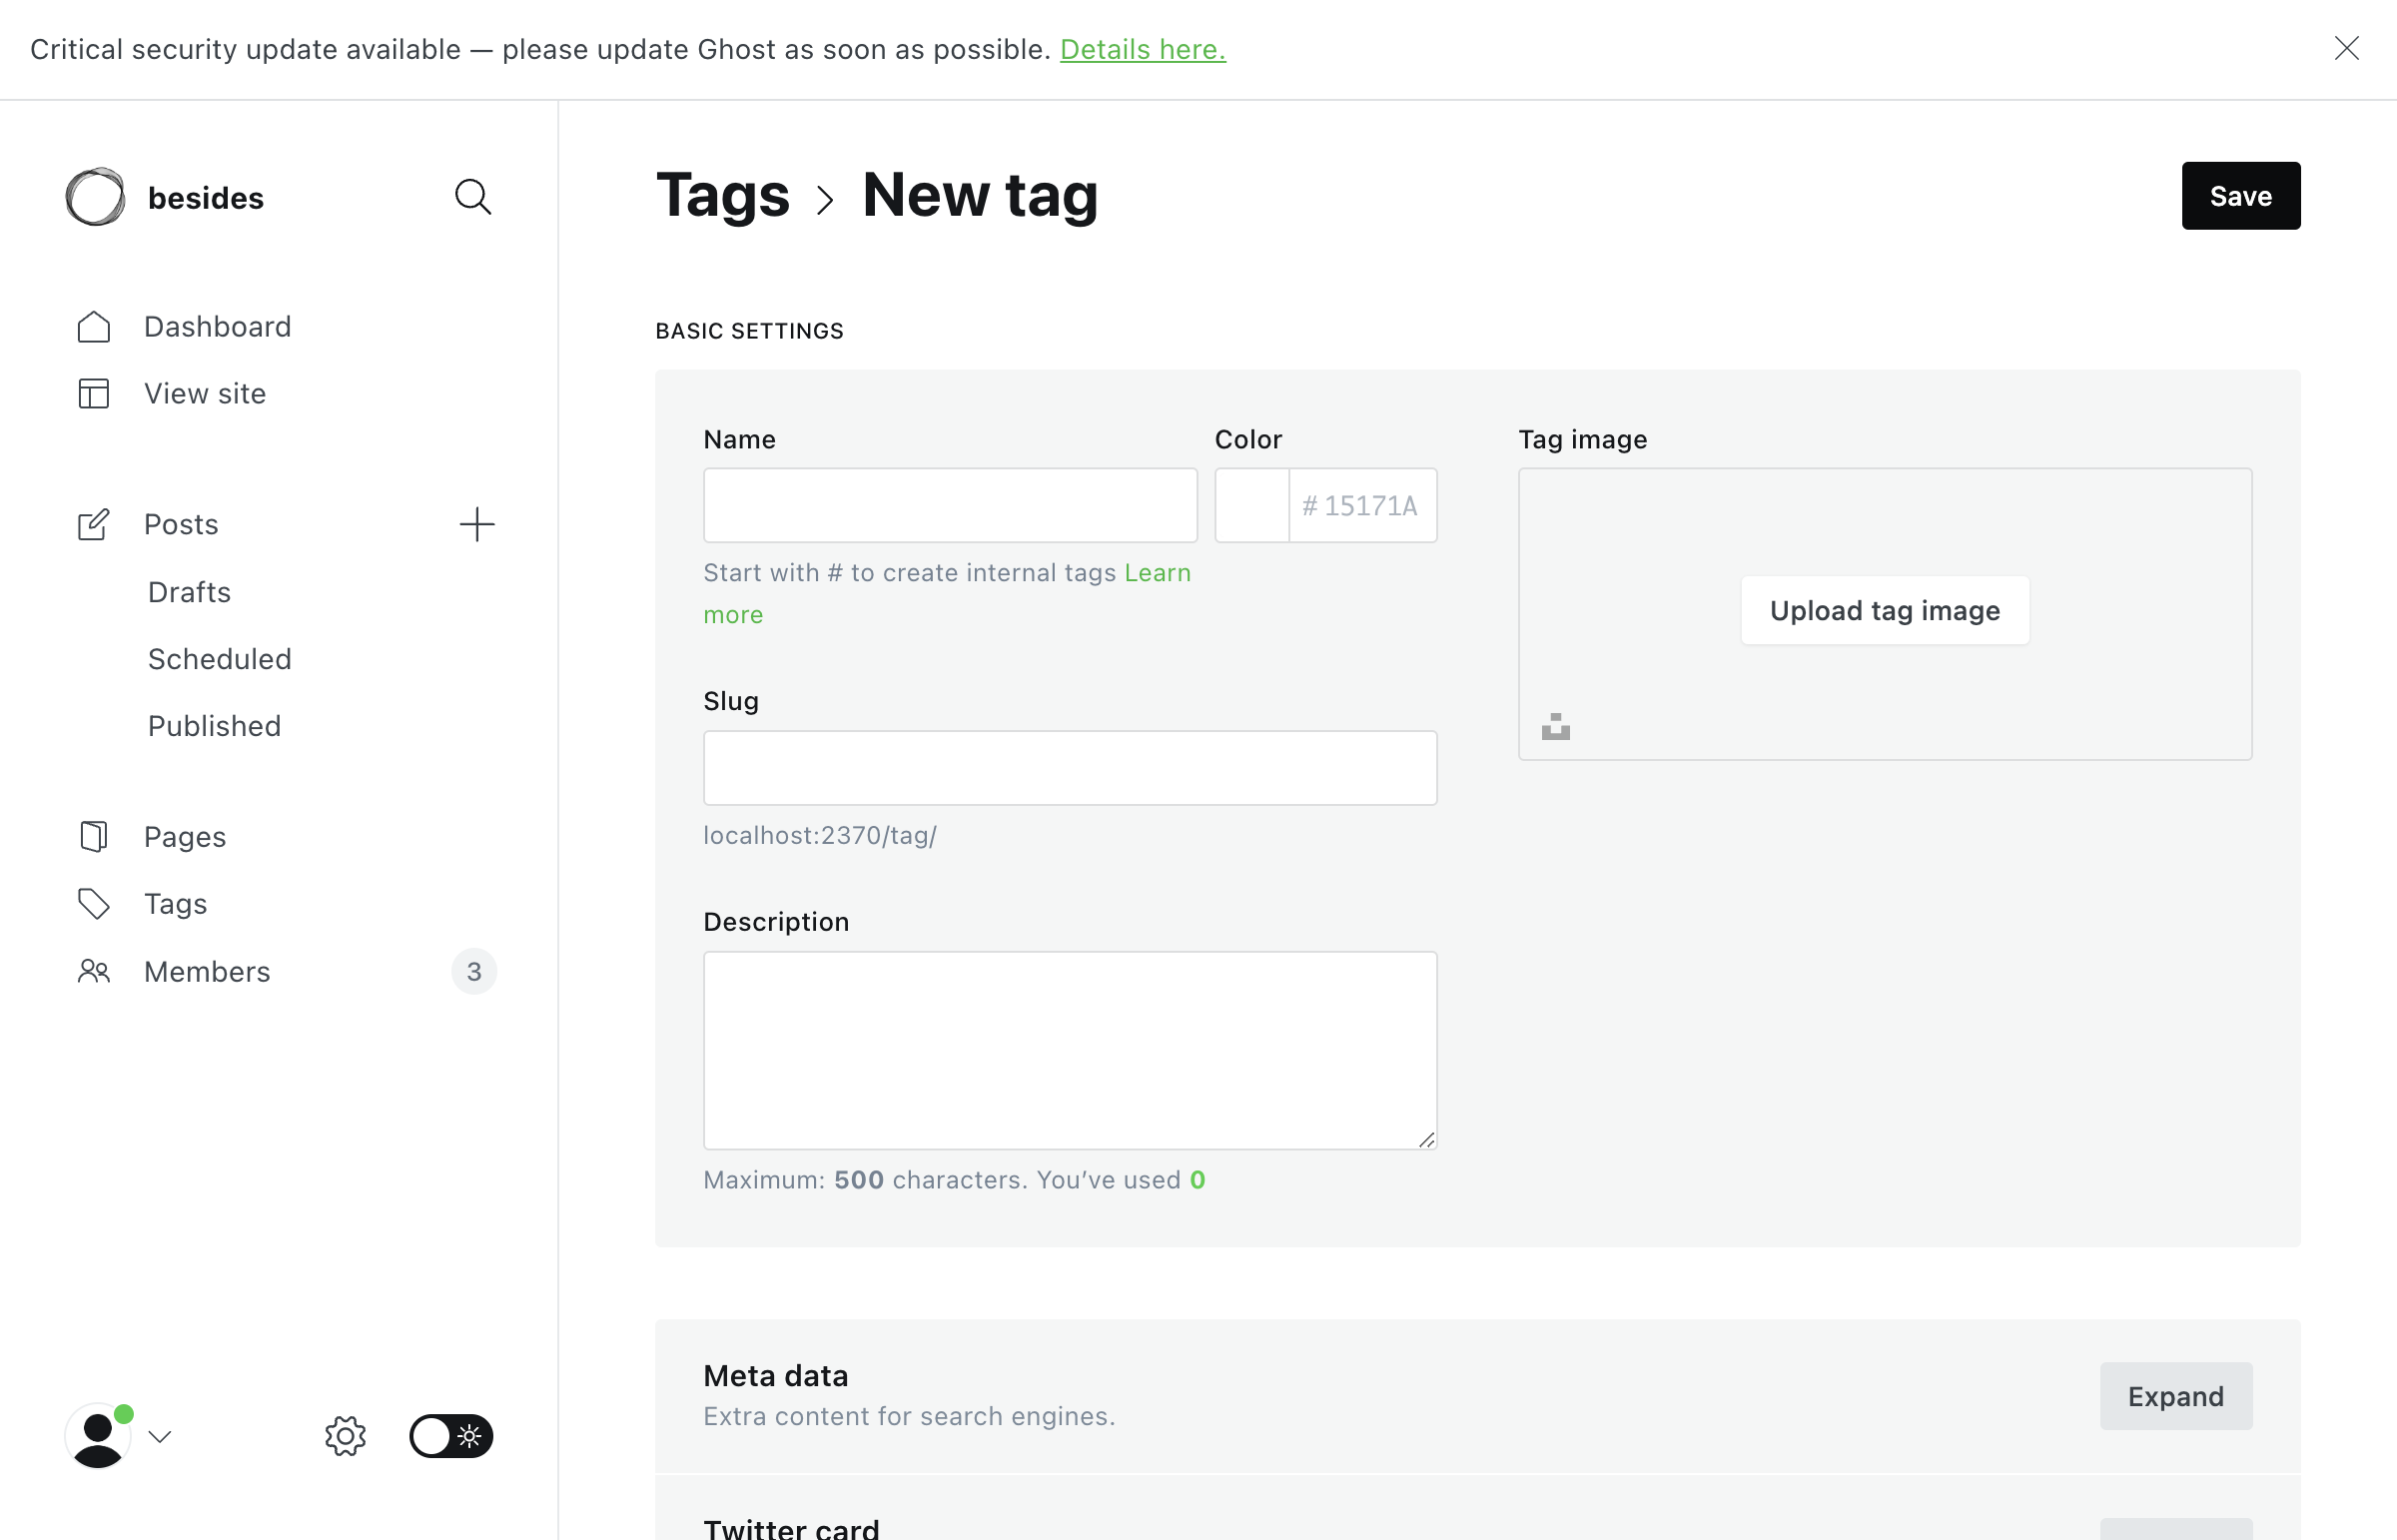 Critical security update available — please update Ghost as soon as possible. Details here.
besides
Dashboard
View site
Posts
Drafts
Scheduled
Published
Pages
Tags
Members 3
Tags > New tag
Save
BASIC SETTINGS
Name
Start with # to create internal tags Learn
more
Color
# 15171A
Slug
localhost:2370/tag/
Description
Maximum: 500 characters. You’ve used 0
Tag image
Upload tag image
Meta data
Extra content for search engines.
Expand
Twitter card